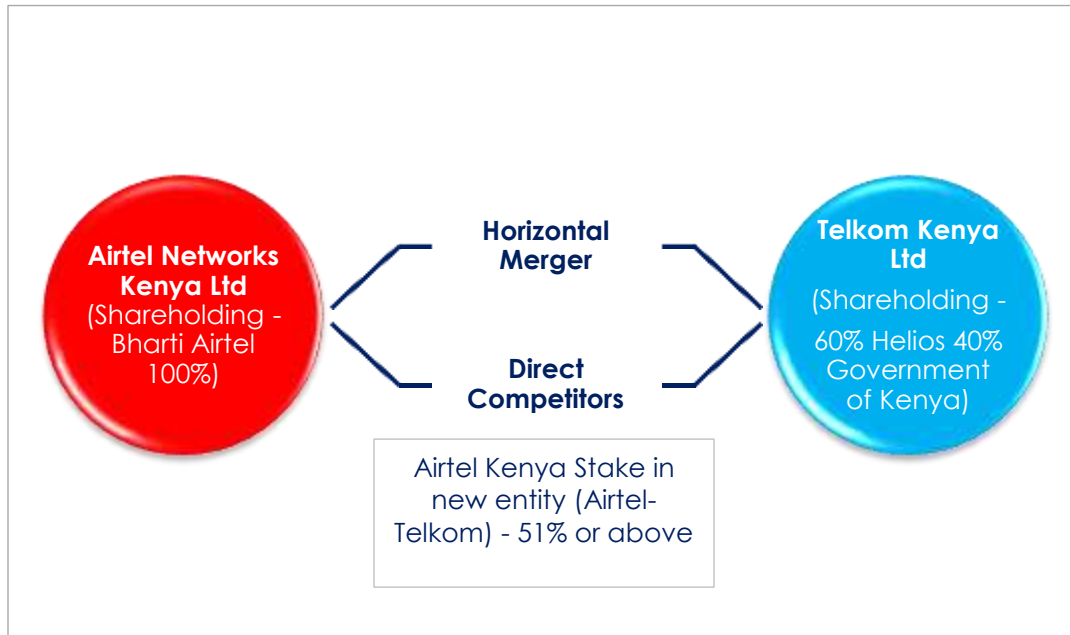 Airtel Networks
Kenya Ltd
(Shareholding -
Bharti Airtel
100%)
Horizontal
Merger
Direct
Competitors
Airtel Kenya Stake in
new entity (Airtel-
Telkom) - 51% or above
Telkom Kenya
Ltd
(Shareholding -
60% Helios 40%
Government
of Kenya)